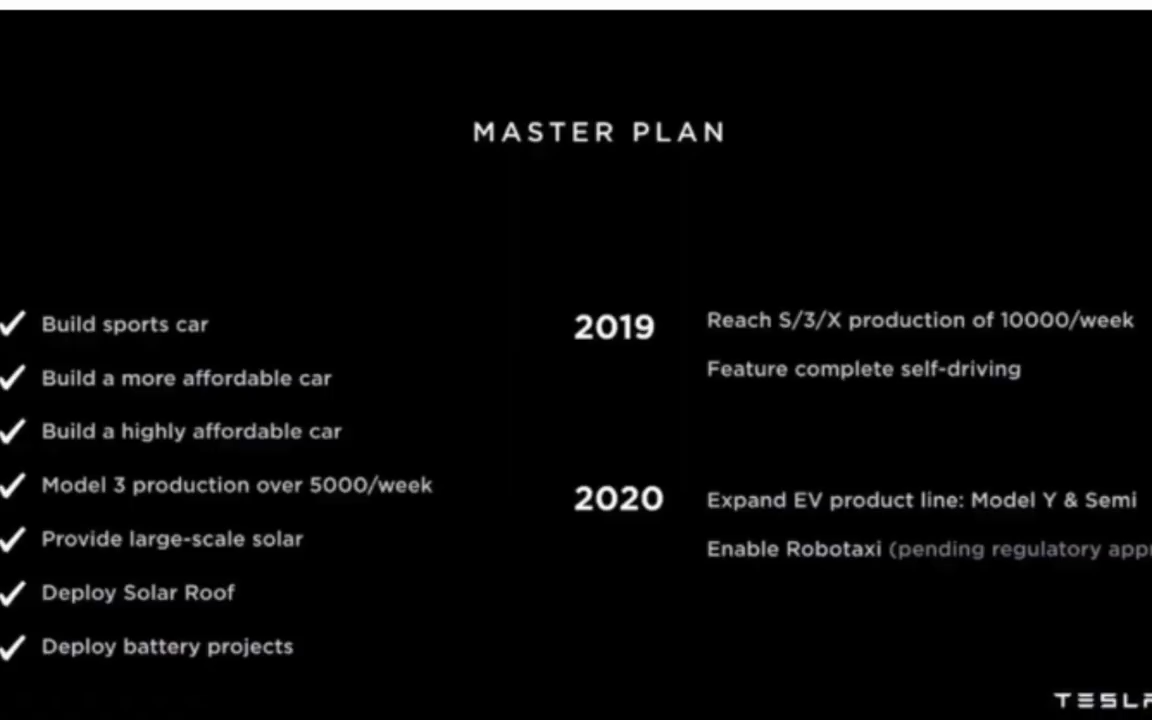 MASTER PLAN
Build sports car
Build a more affordable car
Build a highly affordable car
Model 3 production over 5000/week
Provide large-scale solar
Deploy Solar Roof
Deploy battery projects
2019
Reach S/3/X production of 10000/week
Feature complete self-driving
2020
Expand EV product line: Model Y & Semi
Enable Robotaxi (pending regulatory